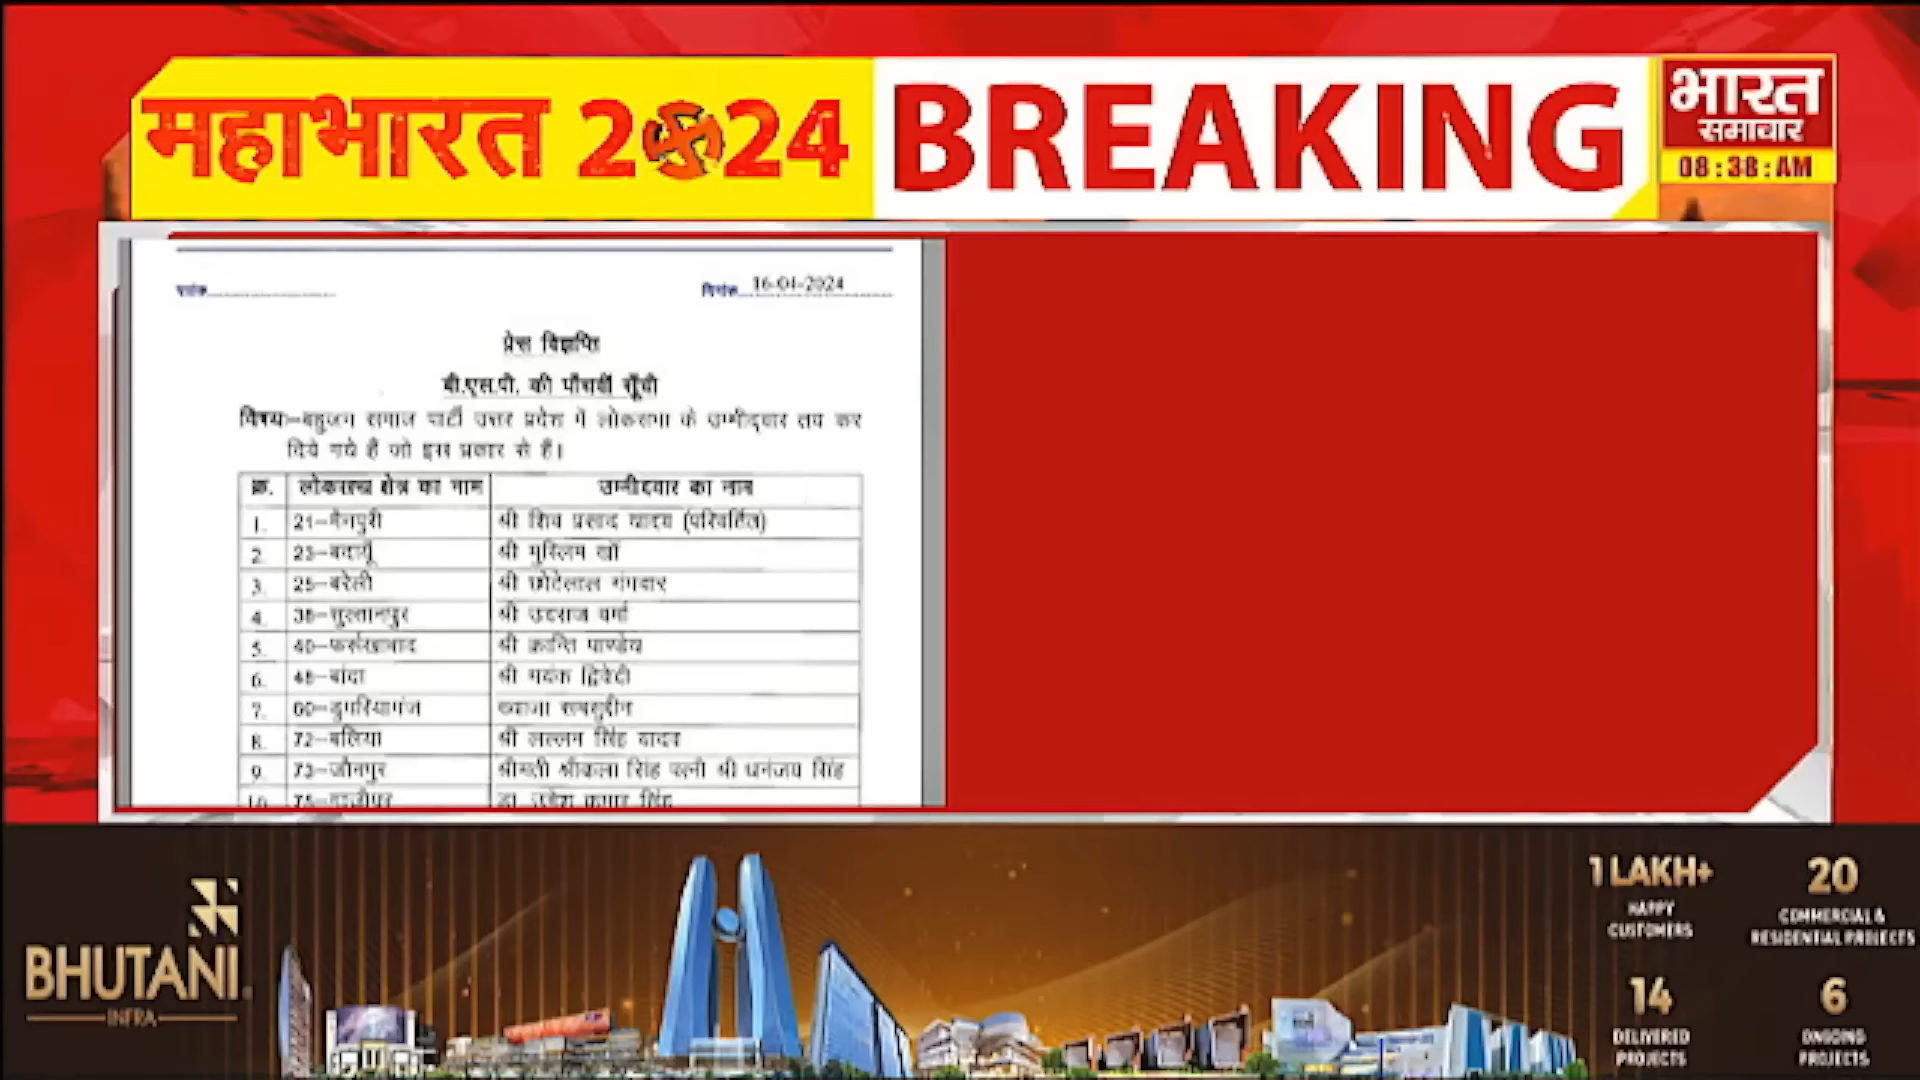 महाभारत 2024 BREAKING
भारत
समाचार
08:38:AM
दिनांक 16-04-2024
प्रेस विज्ञप्ति
बी.एस.पी. की पाँचवीं सूची
विषयः-बहुजन समाज पार्टी उत्तर प्रदेश में लोकसभा के उम्मीदवार तय कर
दिये गये हैं जो इस प्रकार से हैं।
क्र. लोकसभा क्षेत्र का नाम उम्मीदवार का नाम
1. 21-मैनपुरी श्री शिव प्रसाद यादव (परिवर्तित)
2. 23-बदायूँ श्री मुस्लिम खाँ
3. 25-बरेली श्री छोटेलाल गंगवार
4. 38-सुल्तानपुर श्री उदराज वर्मा
5. 40-फर्रूखाबाद श्री क्रान्ति पाण्डेय
6. 48-बांदा श्री मयंक द्विवेदी
7. 60-डुमरियागंज ख्वाजा
8. 72-बलिया श्री लल्लन सिंह यादव
9. 73-जौनपुर श्रीमती श्रीकला सिंह पत्नी श्री धनंजय सिंह
10. 75-गाजीपुर डा. उमेश कुमार सिंह
BHUTANI
INFRA
1 LAKH+
HAPPY
CUSTOMERS
20
COMMERCIAL &
RESIDENTIAL PROJECTS
14
DELIVERED
PROJECTS
6
ONGOING
PROJECTS